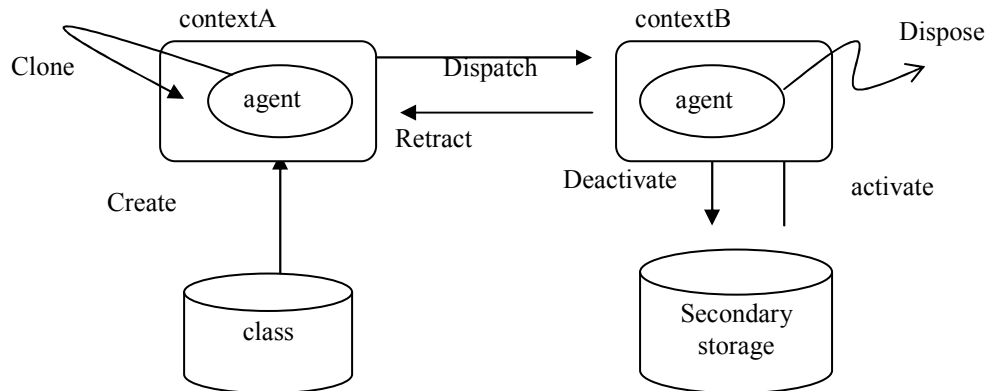 contextA
contextB
Clone
Dispose
Dispatch
agent
agent
Retract
Deactivate
activate
Create
class
Secondary
storage